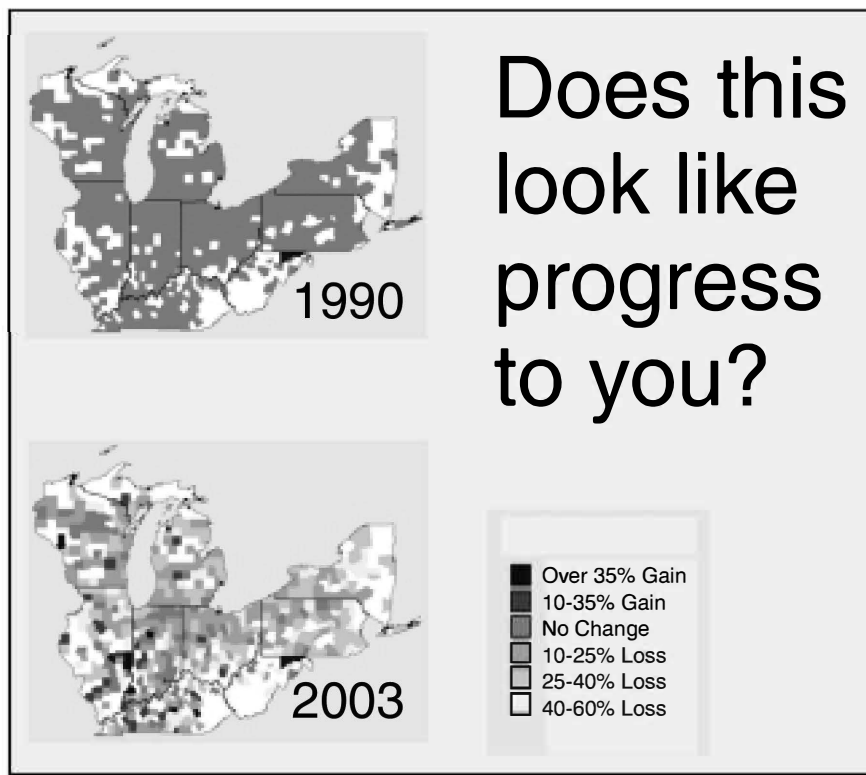 Does this
look like
progress
to you?
1990
2003
Over 35% Gain
10-35% Gain
No Change
10-25% Loss
25-40% Loss
40-60% Loss